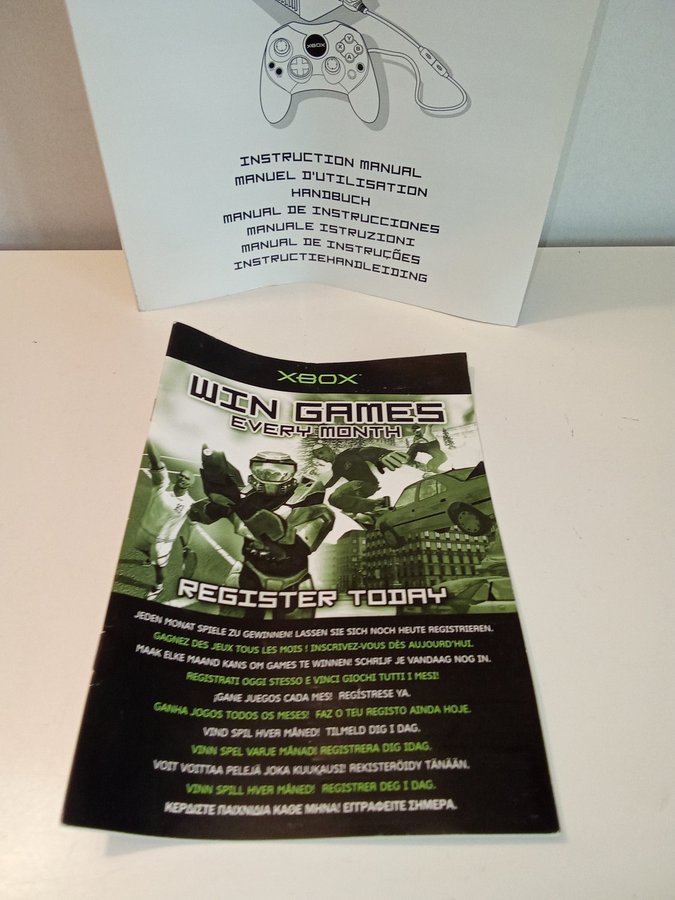 XBOX
Y
X
B
A
INSTRUCTION MANUAL
MANUEL D'UTILISATION
HANDBUCH
MANUAL DE INSTRUCCIONES
MANUALE ISTRUZIONI
MANUAL DE INSTRUÇÕES
INSTRUCTIEHANDLEIDING
XBOX
WIN GAMES
EVERY MONTH
REGISTER TODAY
JEDEN MONAT SPIELE ZU GEWINNEN! LASSEN SIE SICH NOCH HEUTE REGISTRIEREN.
GAGNEZ DES JEUX TOUS LES MOIS ! INSCRIVEZ-VOUS DÈS AUJOURD'HUI.
MAAK ELKE MAAND KANS OM GAMES TE WINNEN! SCHRIJF JE VANDAAG NOG IN.
REGISTRATI OGGI STESSO E VINCI GIOCHI TUTTI I MESI!
¡GANE JUEGOS CADA MES! REGÍSTRESE YA.
GANHA JOGOS TODOS OS MESES! FAZ O TEU REGISTO AINDA HOJE.
VIND SPIL HVER MÅNED! TILMELD DIG I DAG.
VINN SPEL VARJE MÅNAD! REGISTRERA DIG IDAG.
VOIT VOITTAA PELEJÄ JOKA KUUKAUSI! REKISTERÖIDY TÄNÄÄN.
VINN SPILL HVER MÅNED! REGISTRER DEG I DAG.
ΚΕΡΔΙΣΤΕ ΠΑΙΧΝΙΔΙΑ ΚΑΘΕ ΜΗΝΑ! ΕΓΓΡΑΦΕΙΤΕ ΣΗΜΕΡΑ.